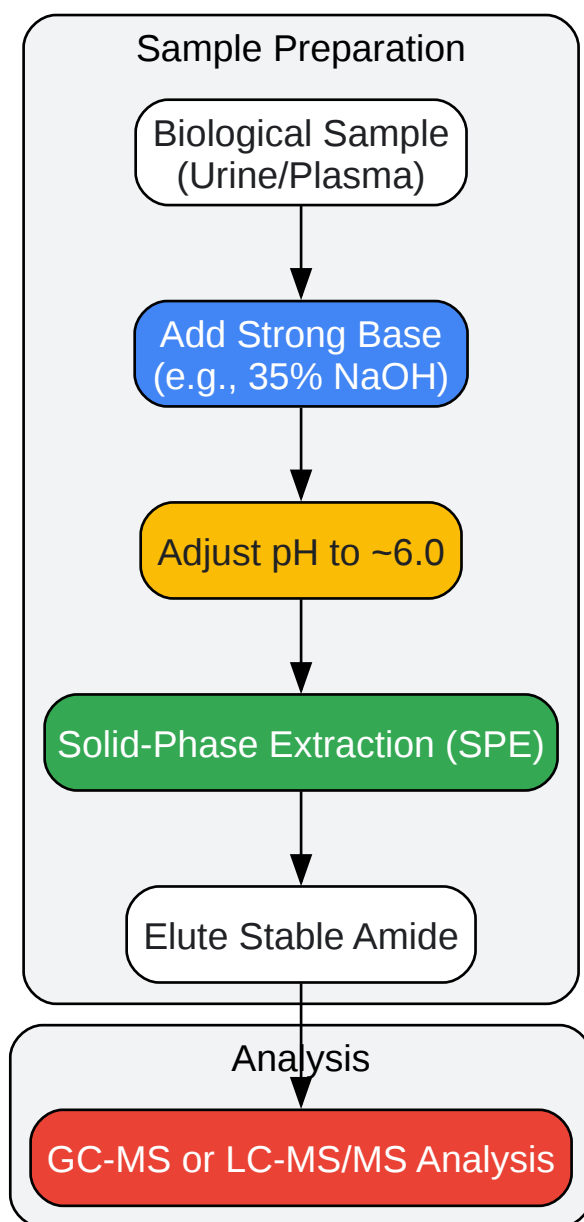 Sample Preparation
Biological Sample
(Urine/Plasma)
Add Strong Base
(e.g., 35% NaOH)
Adjust pH to ~6.0
Solid-Phase Extraction (SPE)
Elute Stable Amide
Analysis
GC-MS or LC-MS/MS Analysis